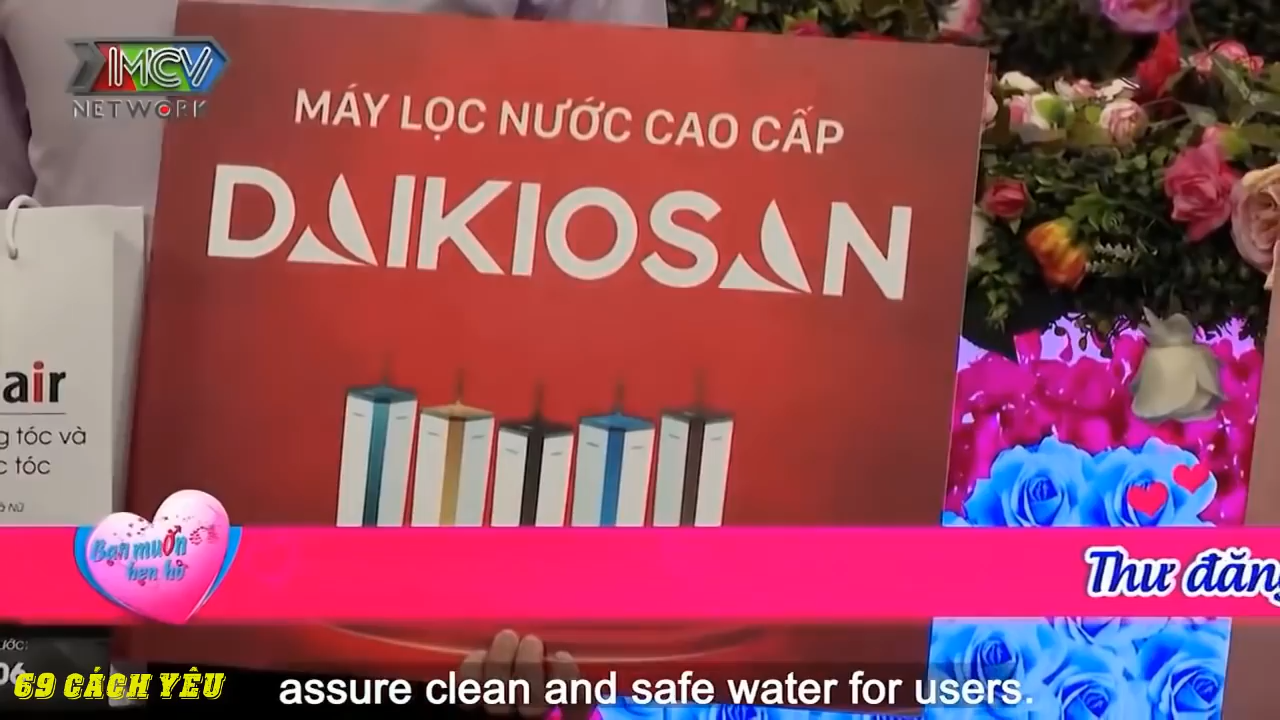 MCV
NETWORK
MÁY LỌC NƯỚC CAO CẤP
DAIKIOSAN
air
g tóc và
c tóc
Bạn muốn
hẹn hò
Thư đăng
06
69 CÁCH YÊU
assure clean and safe water for users.